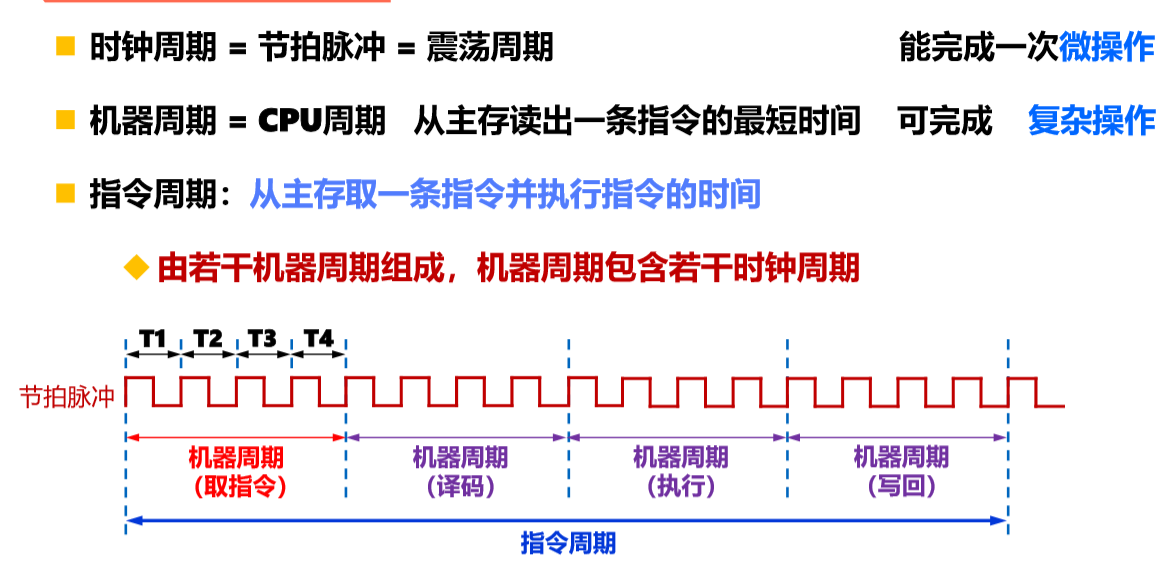 时钟周期 = 节拍脉冲 = 震荡周期 能完成一次微操作
机器周期 = CPU周期 从主存读出一条指令的最短时间 可完成 复杂操作
指令周期：从主存取一条指令并执行指令的时间
由若干机器周期组成，机器周期包含若干时钟周期
T1 T2 T3 T4
节拍脉冲
机器周期 机器周期 机器周期 机器周期
（取指令） （译码） （执行） （写回）
指令周期